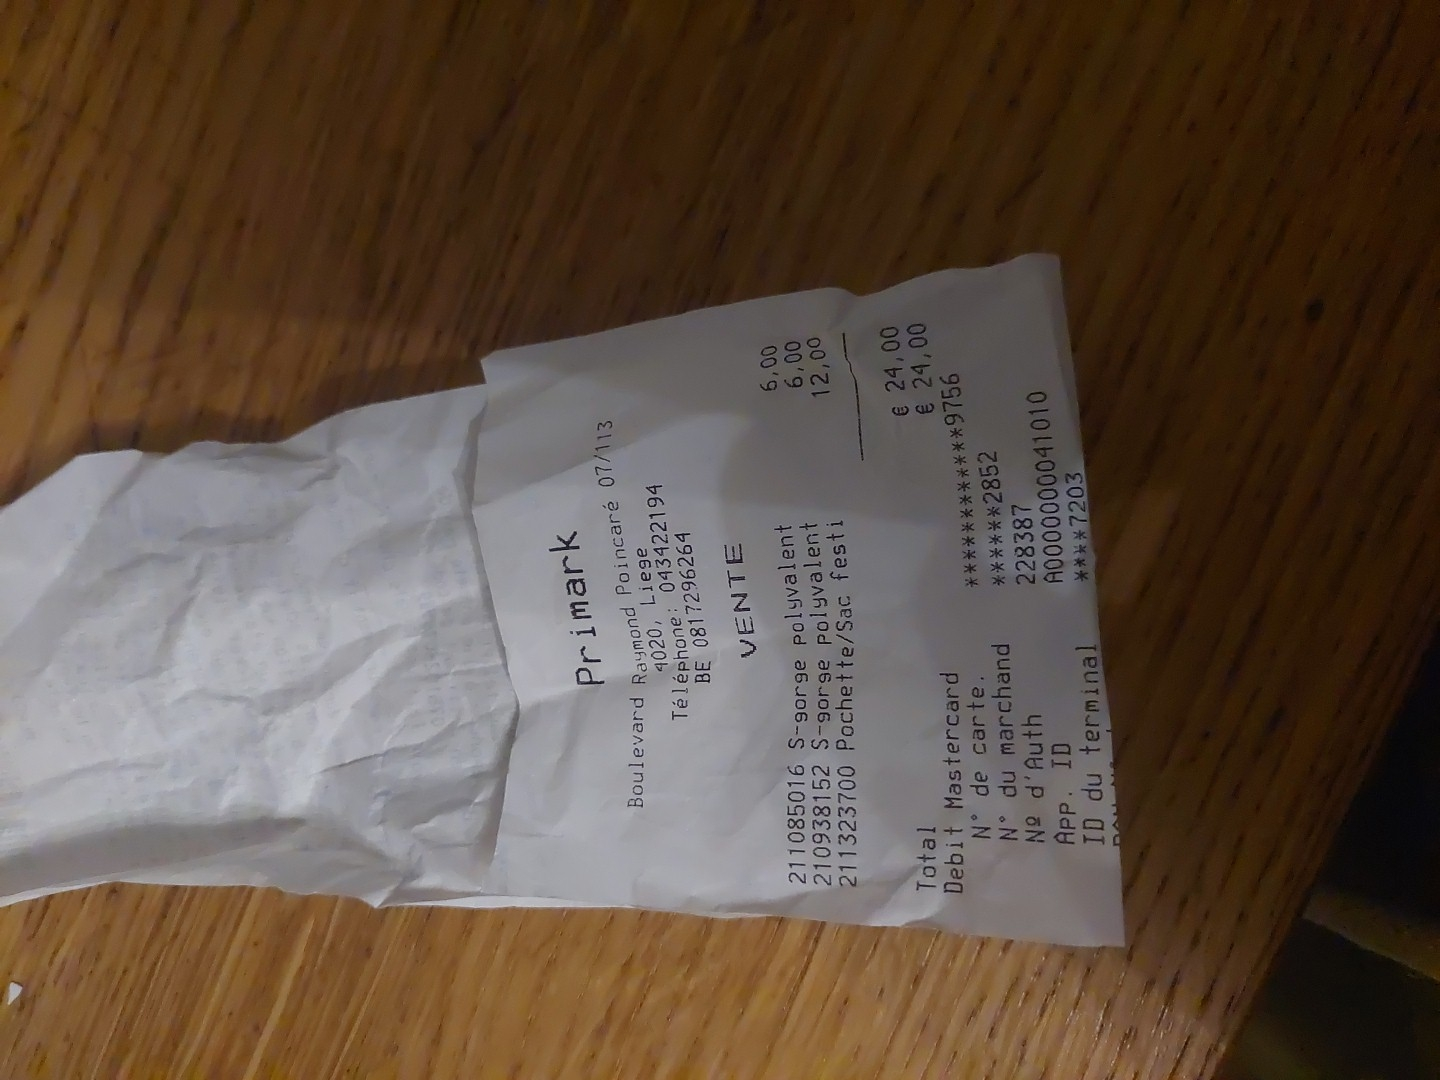 Primark
Boulevard Raymond Poincaré 07/113
4020, Liege
Téléphone: 043422194
BE 0817296264
VENTE
211085016 S-gorge polyvalent 6,00
210938152 S-gorge polyvalent 6,00
211323700 Pochette/Sac festi 12,00
Total € 24,00
Debit Mastercard € 24,00
N° de carte. ************9756
N° du marchand ******2852
Nº d'Auth 228387
APP. ID A0000000041010
ID du terminal ****7203